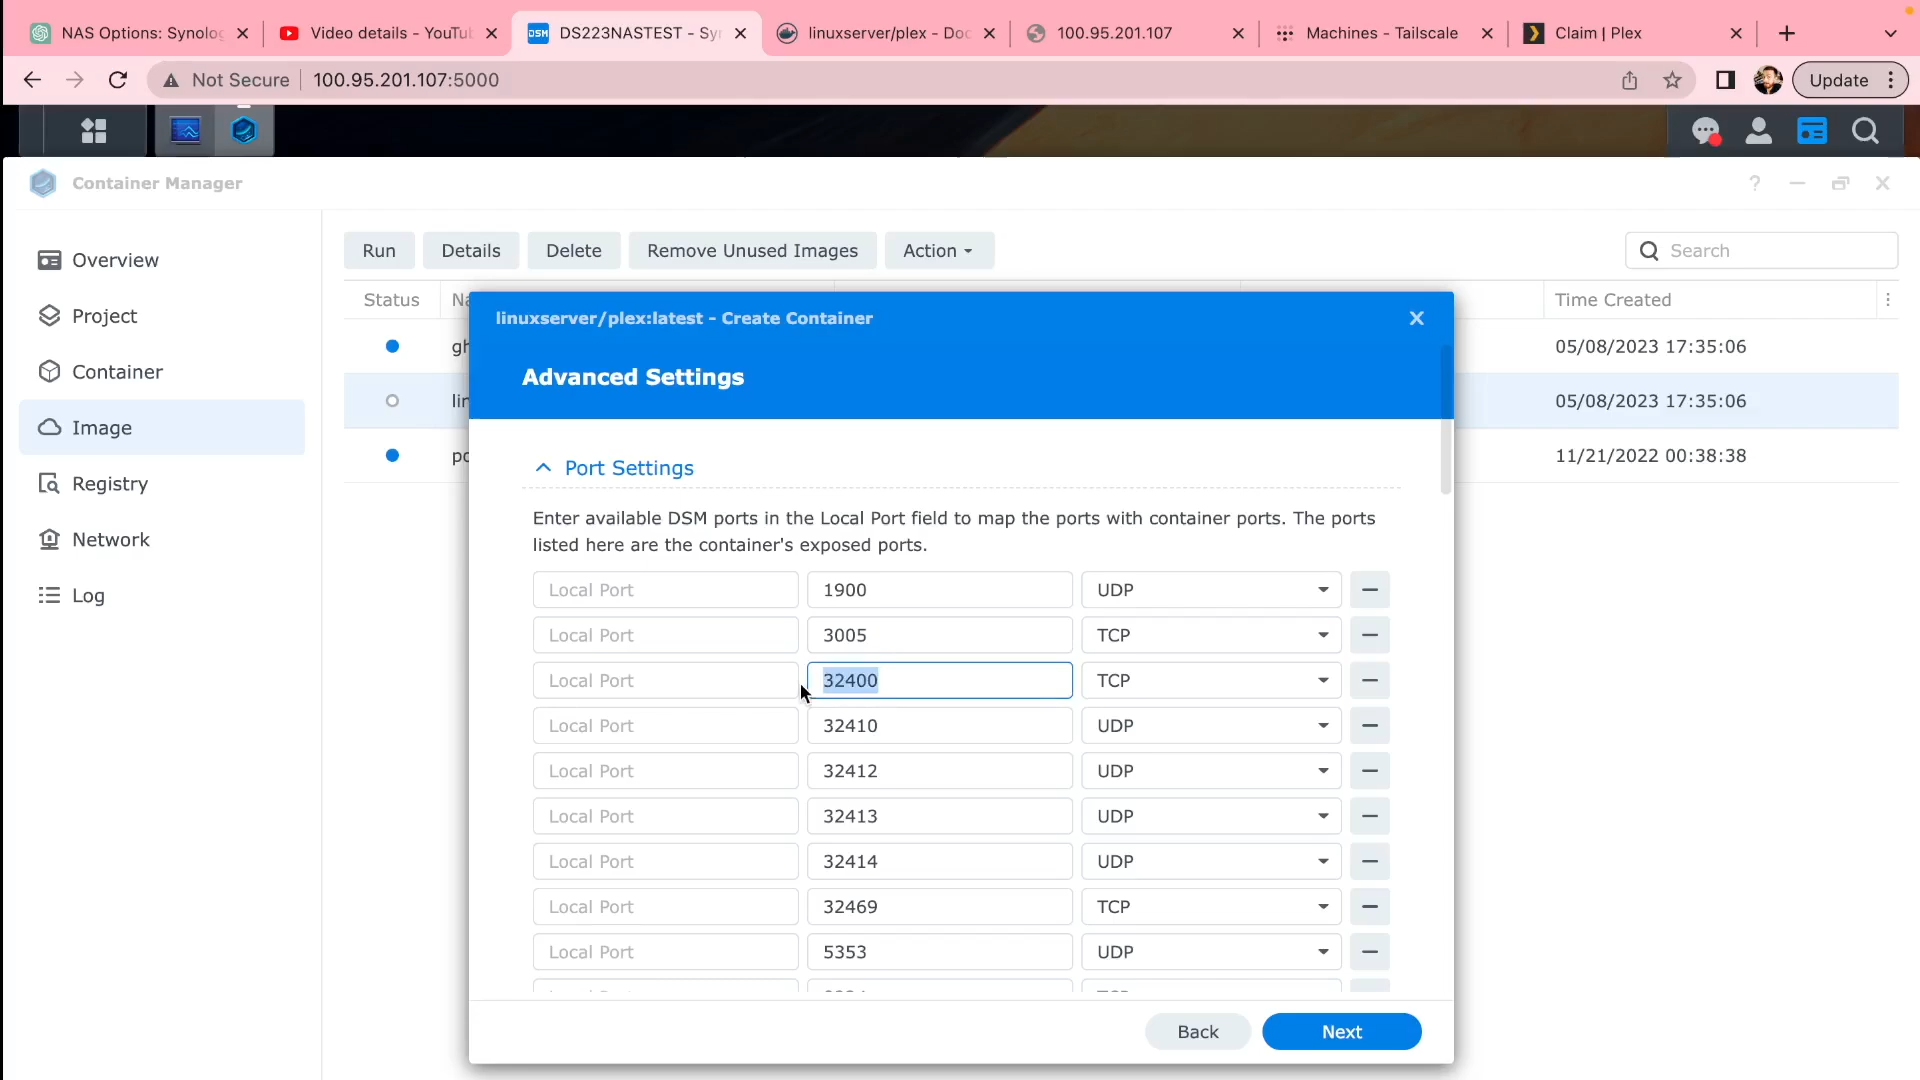 NAS Options: Synolo
Video details - YouTu
DSM
DS223NASTEST - Sy
linuxserver/plex - Doc
100.95.201.107
Machines - Tailscale
Claim | Plex
Not Secure
100.95.201.107:5000
Update
Container Manager
Overview
Project
Container
Image
Registry
Network
Log
Run
Details
Delete
Remove Unused Images
Action
Search
Status
Na
Time Created
gh
05/08/2023 17:35:06
lin
05/08/2023 17:35:06
po
11/21/2022 00:38:38
linuxserver/plex:latest - Create Container
Advanced Settings
Port Settings
Enter available DSM ports in the Local Port field to map the ports with container ports. The ports
listed here are the container's exposed ports.
Local Port 1900 UDP
Local Port 3005 TCP
Local Port 32400 TCP
Local Port 32410 UDP
Local Port 32412 UDP
Local Port 32413 UDP
Local Port 32414 UDP
Local Port 32469 TCP
Local Port 5353 UDP
Back
Next